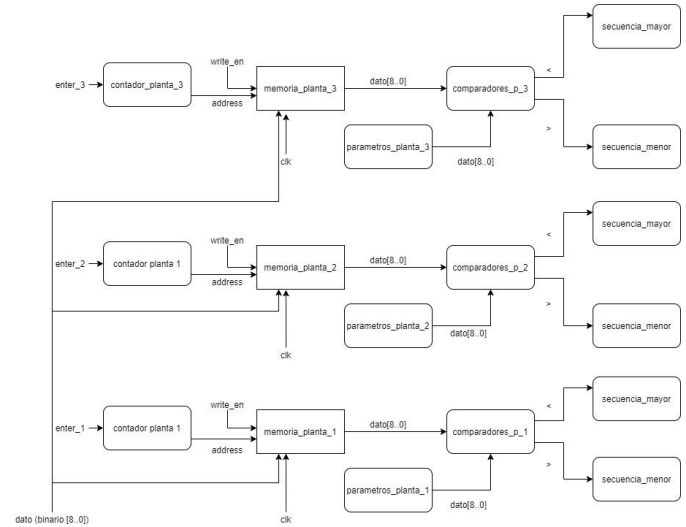 secuencia_mayor
write_en
<
enter_3
contador_planta_3
memoria_planta_3
dato[8..0]
comparadores_p_3
address
>
clk
parametros_planta_3
dato[8..0]
secuencia_menor
secuencia_mayor
write_en
<
enter_2
contador planta 1
memoria_planta_2
dato[8..0]
comparadores_p_2
address
>
clk
parametros_planta_2
dato[8..0]
secuencia_menor
secuencia_mayor
write_en
<
enter_1
contador planta 1
memoria_planta_1
dato[8..0]
comparadores_p_1
address
>
parametros_planta_1
dato[8..0]
secuencia_menor
dato (binario [8..0])
clk